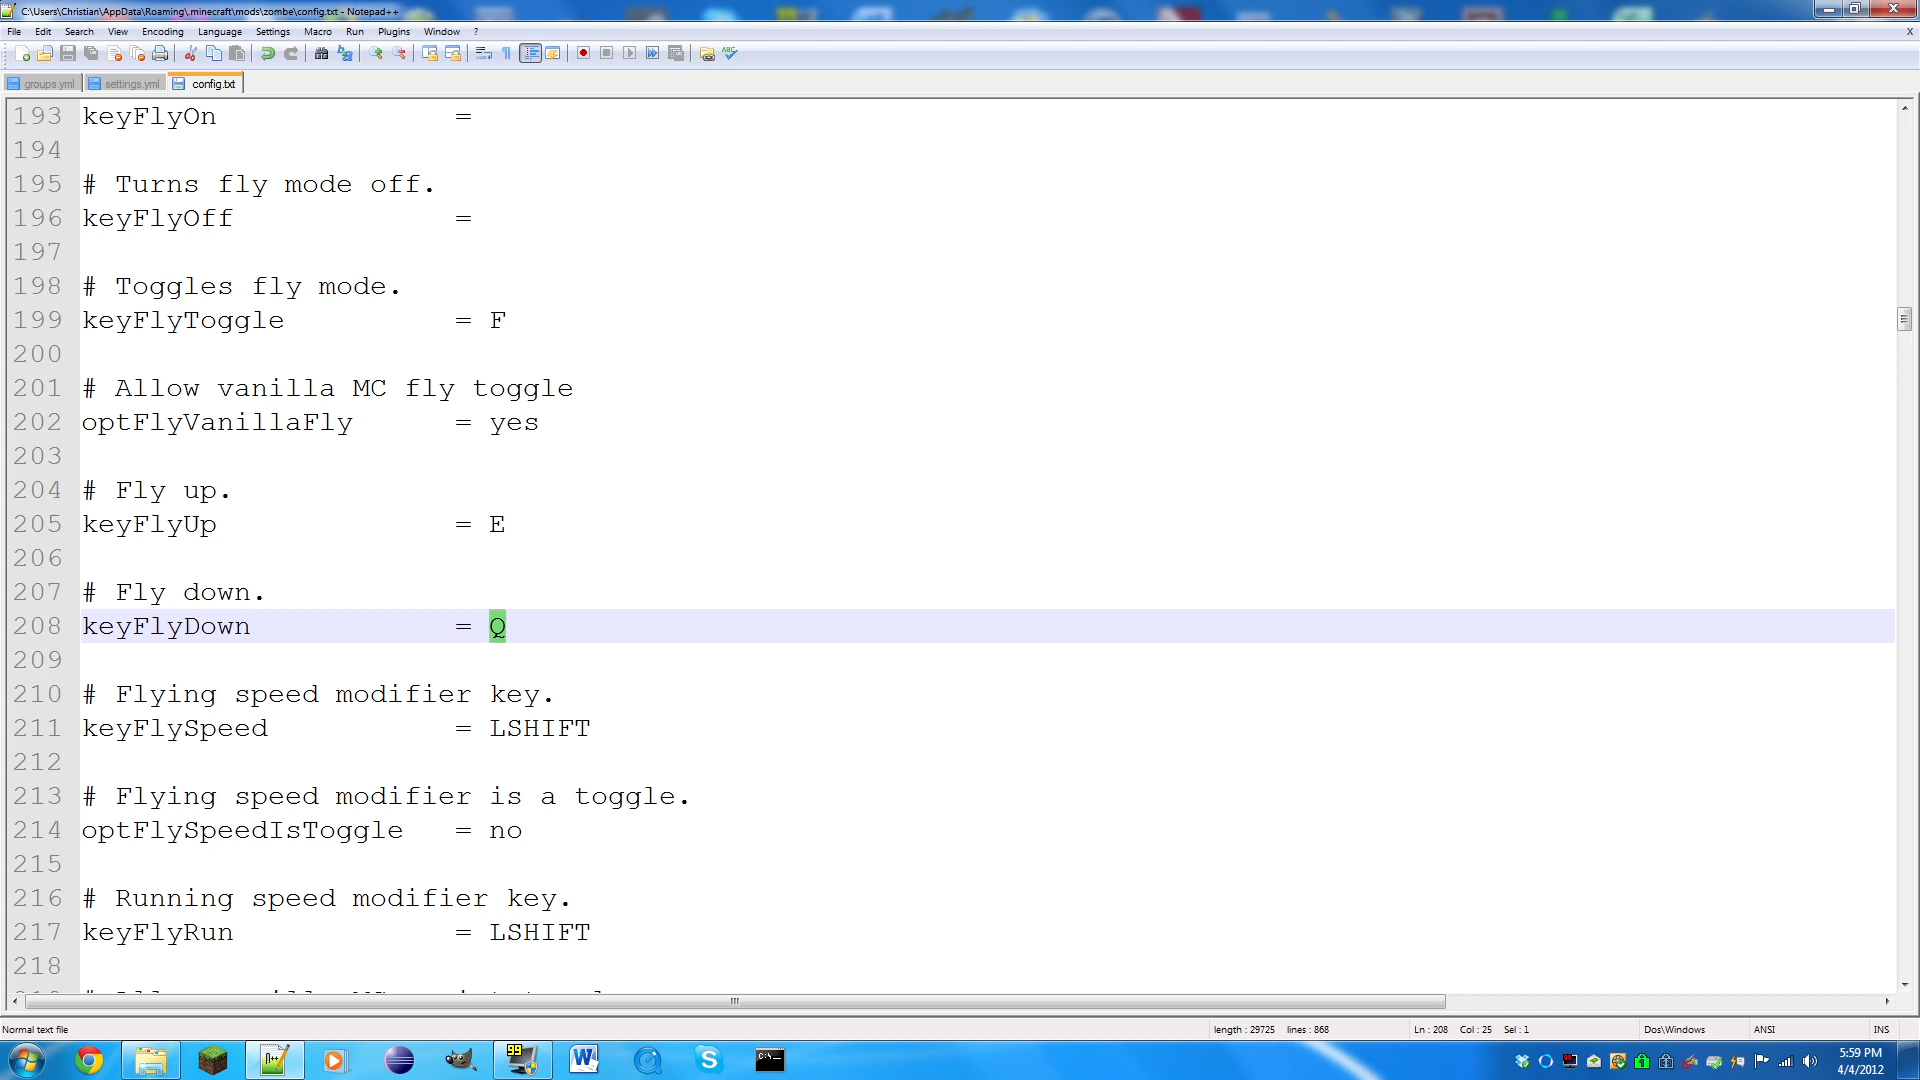 C:\Users\Christian\AppData\Roaming\.minecraft\mods\zombe\config.txt - Notepad++
File Edit Search View Encoding Language Settings Macro Run Plugins Window ? X
groups.yml settings.yml config.txt
193 keyFlyOn =
194
195 # Turns fly mode off.
196 keyFlyOff =
197
198 # Toggles fly mode.
199 keyFlyToggle = F
200
201 # Allow vanilla MC fly toggle
202 optFlyVanillaFly = yes
203
204 # Fly up.
205 keyFlyUp = E
206
207 # Fly down.
208 keyFlyDown = Q
209
210 # Flying speed modifier key.
211 keyFlySpeed = LSHIFT
212
213 # Flying speed modifier is a toggle.
214 optFlySpeedIsToggle = no
215
216 # Running speed modifier key.
217 keyFlyRun = LSHIFT
218
Normal text file length : 29725 lines : 868 Ln : 208 Col : 25 Sel : 1 Dos\Windows ANSI INS
5:59 PM
4/4/2012